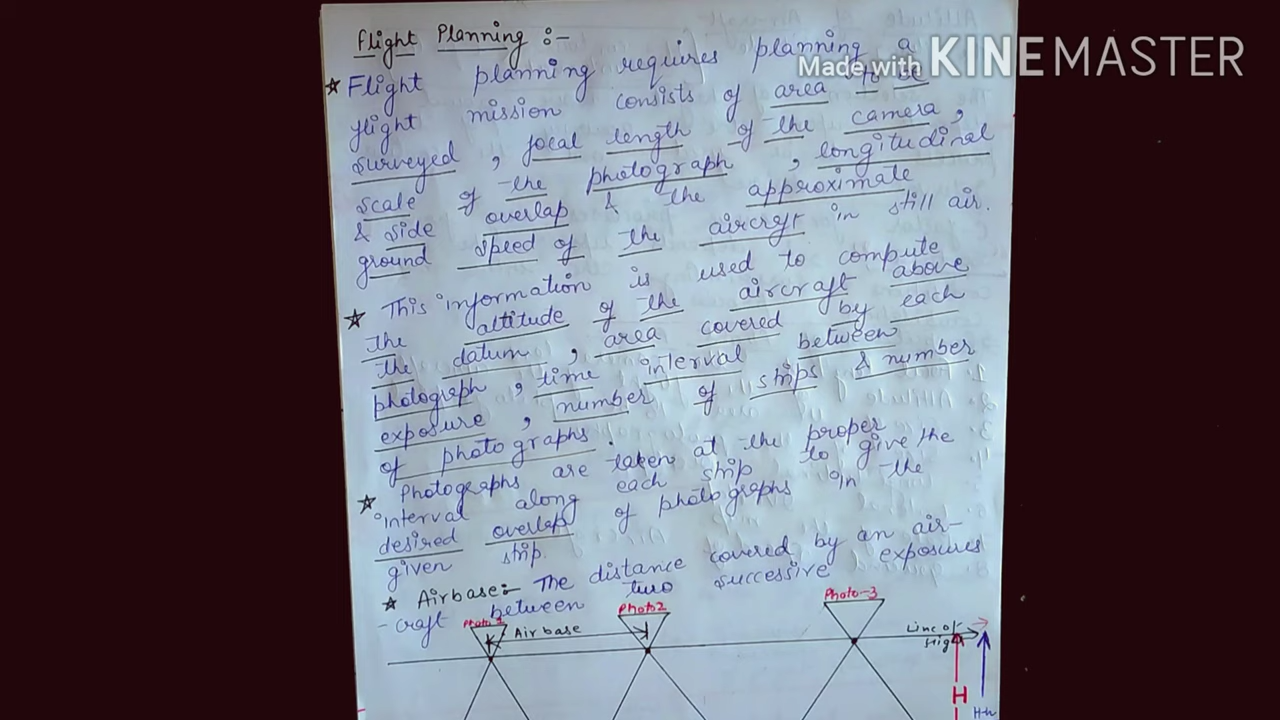 Flight Planning :-
Made with KINEMASTER
☆ Flight planning requires planning a
flight mission consists of area to be
surveyed , focal length of the camera ,
scale of the photograph , longitudinal
& side overlap & the approximate
ground speed of the aircrft in still air.
☆ This information is used to compute
the altitude of the aircraft above
the datum , area covered by each
photograph , time interval between
exposure , number of strips & number
of photographs .
☆ Photographs are taken at the proper
interval along each strip to give the
desired overlap of photographs in the
given strip.
☆ Airbase:- The distance covered by an air-
-craft between two successive exposures
Photo 1
Photo 2
Photo-3
Air base
Line of
H
H-h